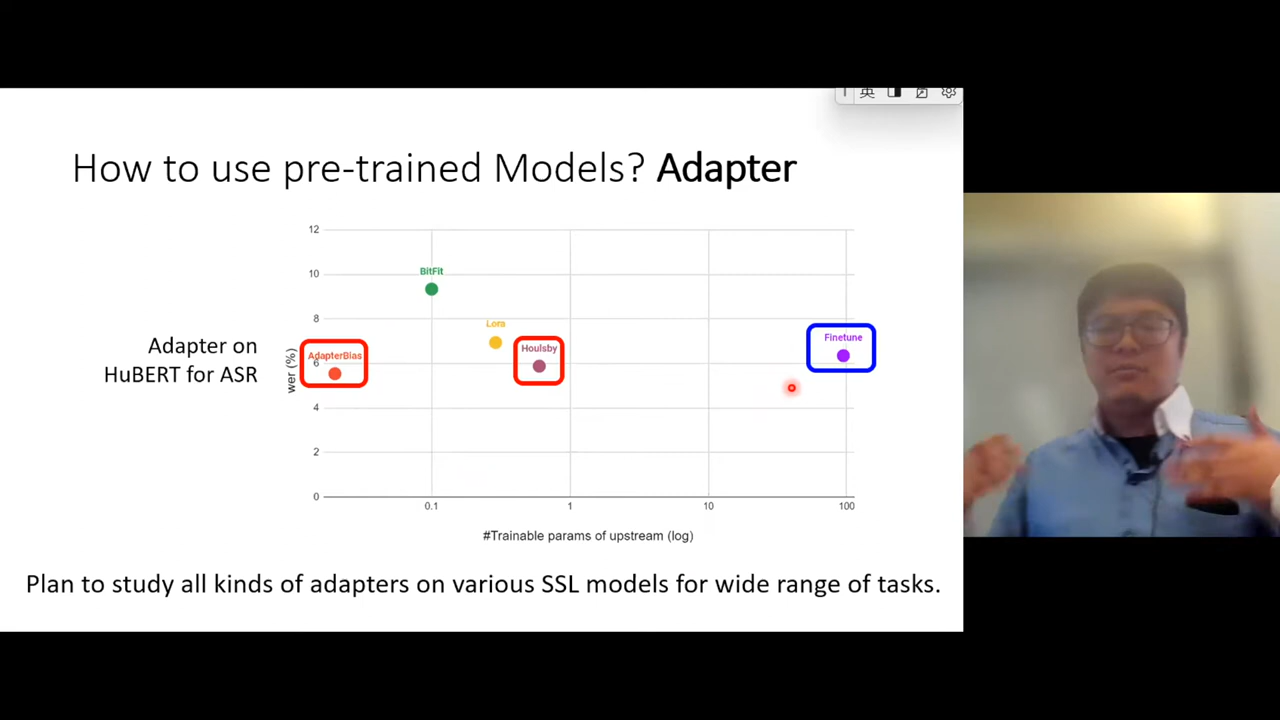 英
How to use pre-trained Models? Adapter
12
10
8
6
4
2
0
BitFit
Lora
Houlsby
AdapterBias
Finetune
wer (%)
Adapter on
HuBERT for ASR
0.1
1
10
100
#Trainable params of upstream (log)
Plan to study all kinds of adapters on various SSL models for wide range of tasks.